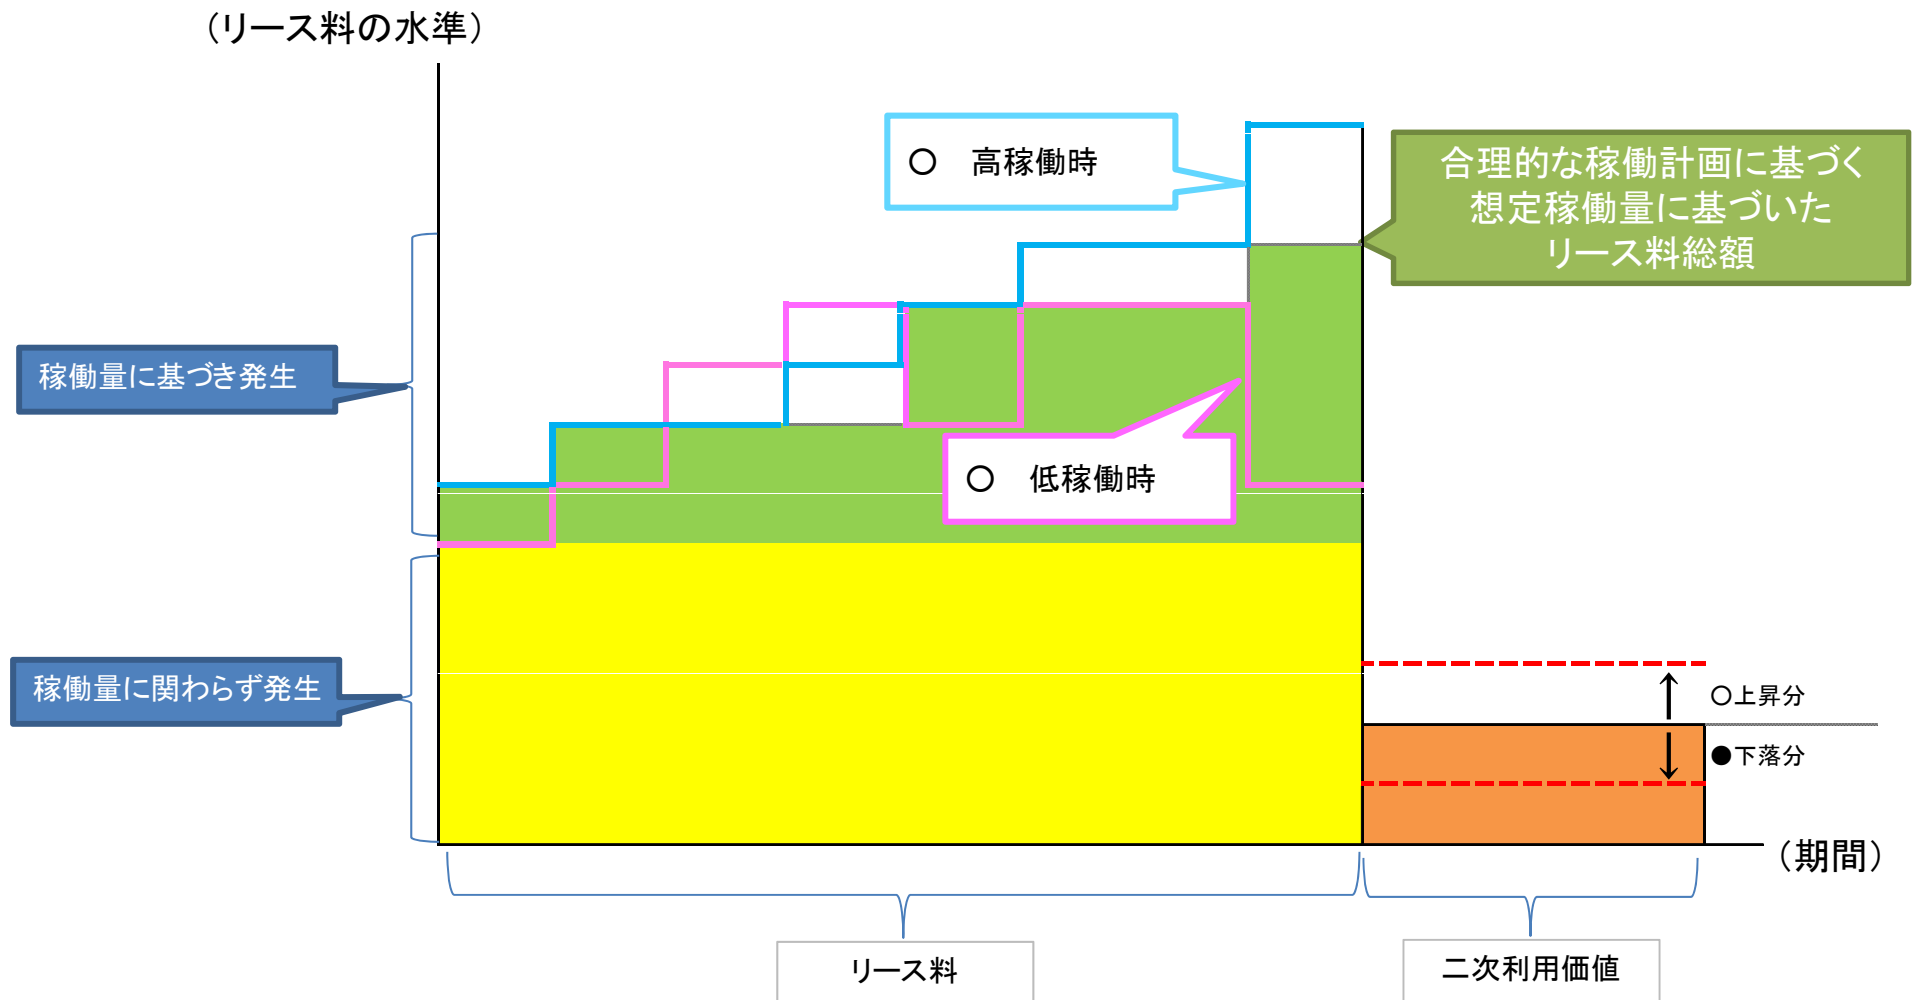 （リース料の水準）
○　高稼働時
合理的な稼働計画に基づく
想定稼働量に基づいた
リース料総額
稼働量に基づき発生
○　低稼働時
稼働量に関わらず発生
○上昇分
●下落分
（期間）
リース料
二次利用価値